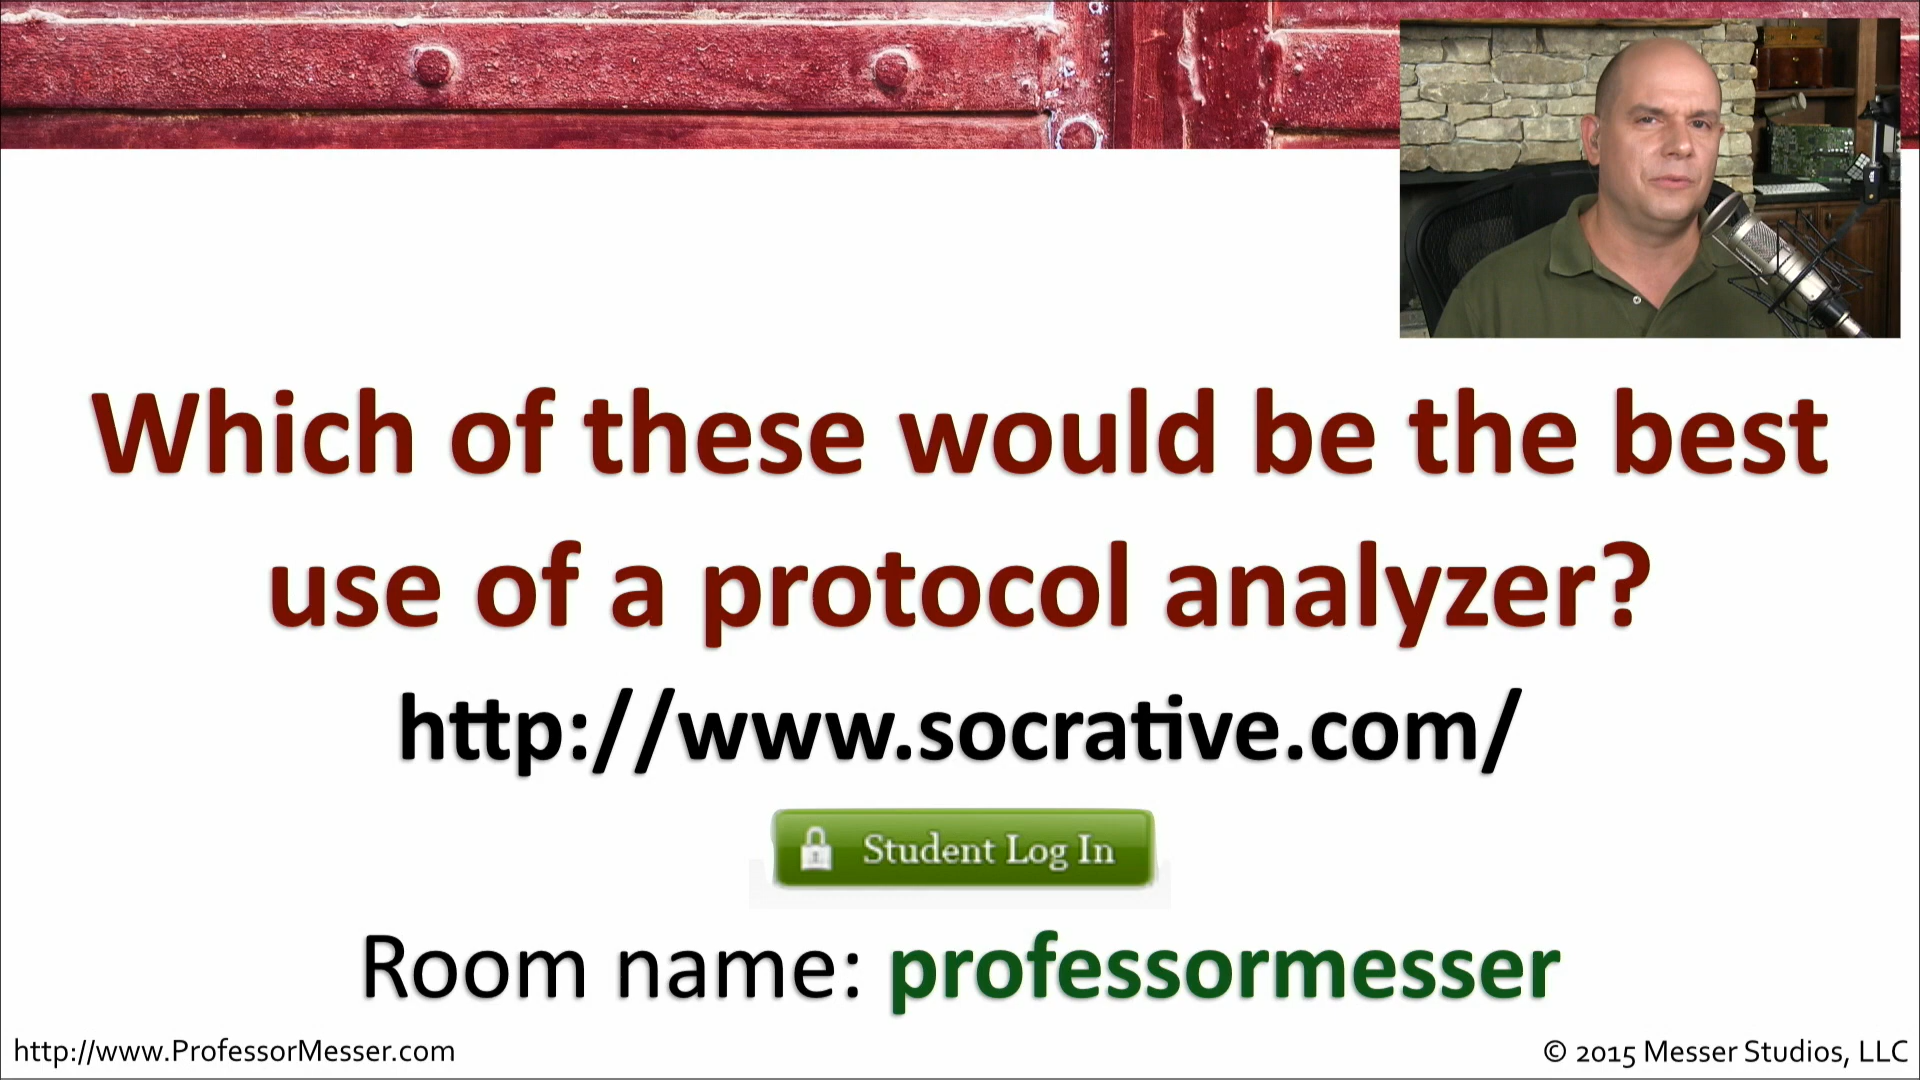 Which of these would be the best
use of a protocol analyzer?
http://www.socrative.com/
Student Log In
Room name: professormesser
http://www.ProfessorMesser.com
© 2015 Messer Studios, LLC